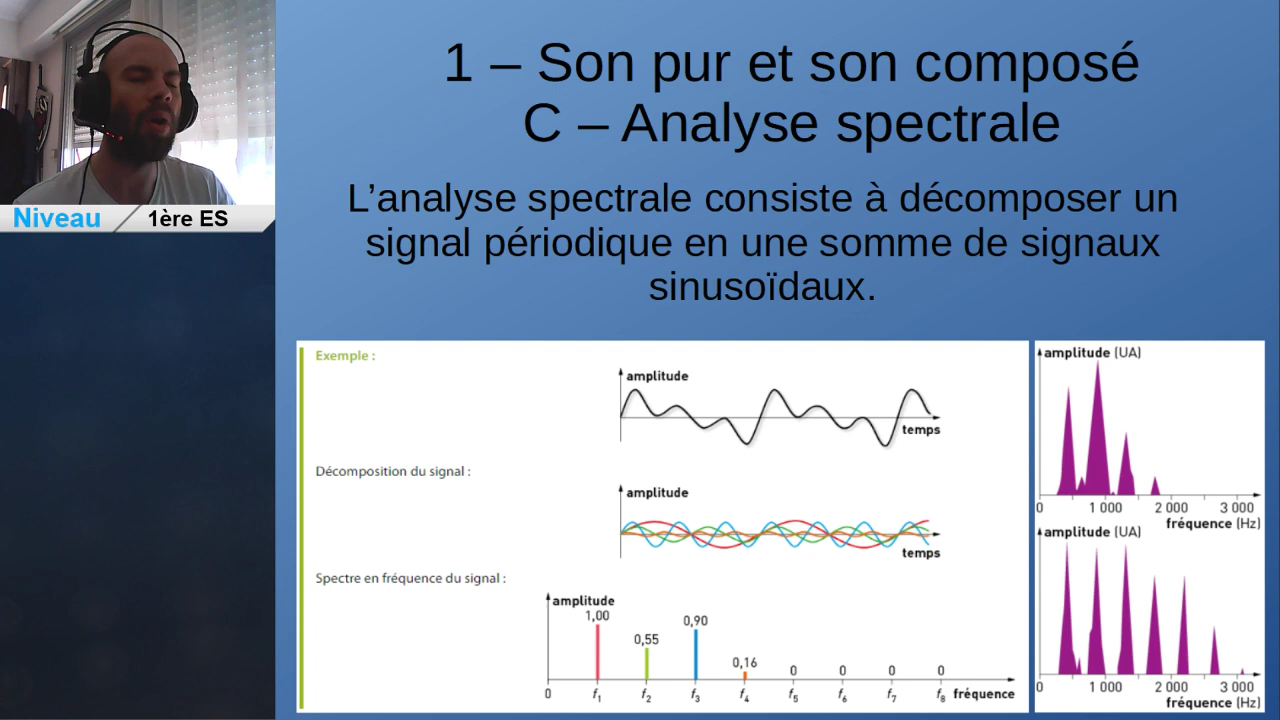 1 – Son pur et son composé
C – Analyse spectrale
L’analyse spectrale consiste à décomposer un
signal périodique en une somme de signaux
sinusoïdaux.
Niveau 1ère ES
Exemple :
amplitude
temps
Décomposition du signal :
amplitude
temps
Spectre en fréquence du signal :
amplitude
1,00
0,55
0,90
0,16
0 0 0 0
0 f1 f2 f3 f4 f5 f6 f7 f8 fréquence
amplitude (UA)
0 1 000 2 000 3 000
fréquence (Hz)
amplitude (UA)
0 1 000 2 000 3 000
fréquence (Hz)